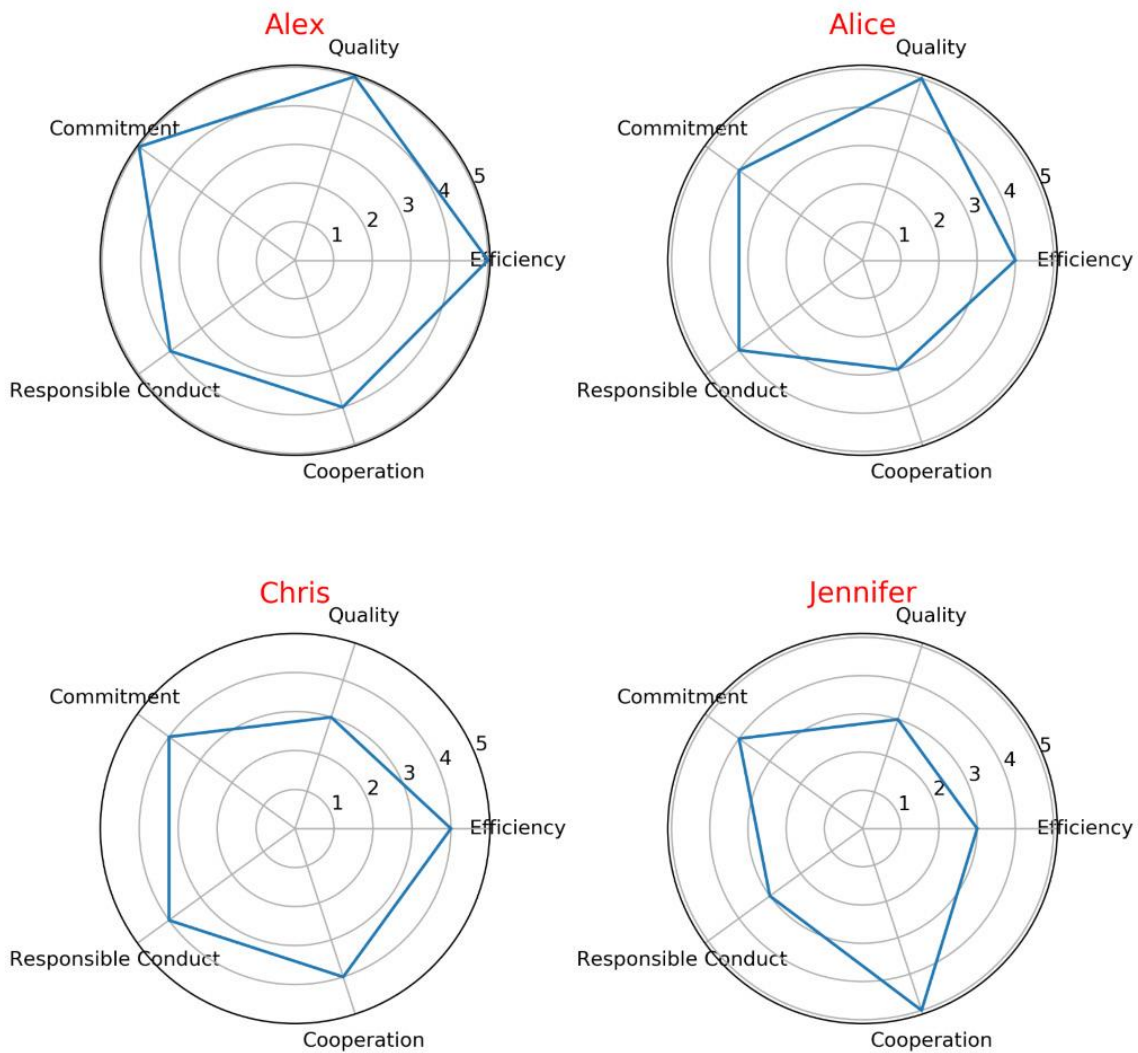 Alex
Quality
Commitment
5
4
3
2
1
Efficiency
Responsible Conduct
Cooperation
Alice
Quality
Commitment
5
4
3
2
1
Efficiency
Responsible Conduct
Cooperation
Chris
Quality
Commitment
5
4
3
2
1
Efficiency
Responsible Conduct
Cooperation
Jennifer
Quality
Commitment
5
4
3
2
1
Efficiency
Responsible Conduct
Cooperation